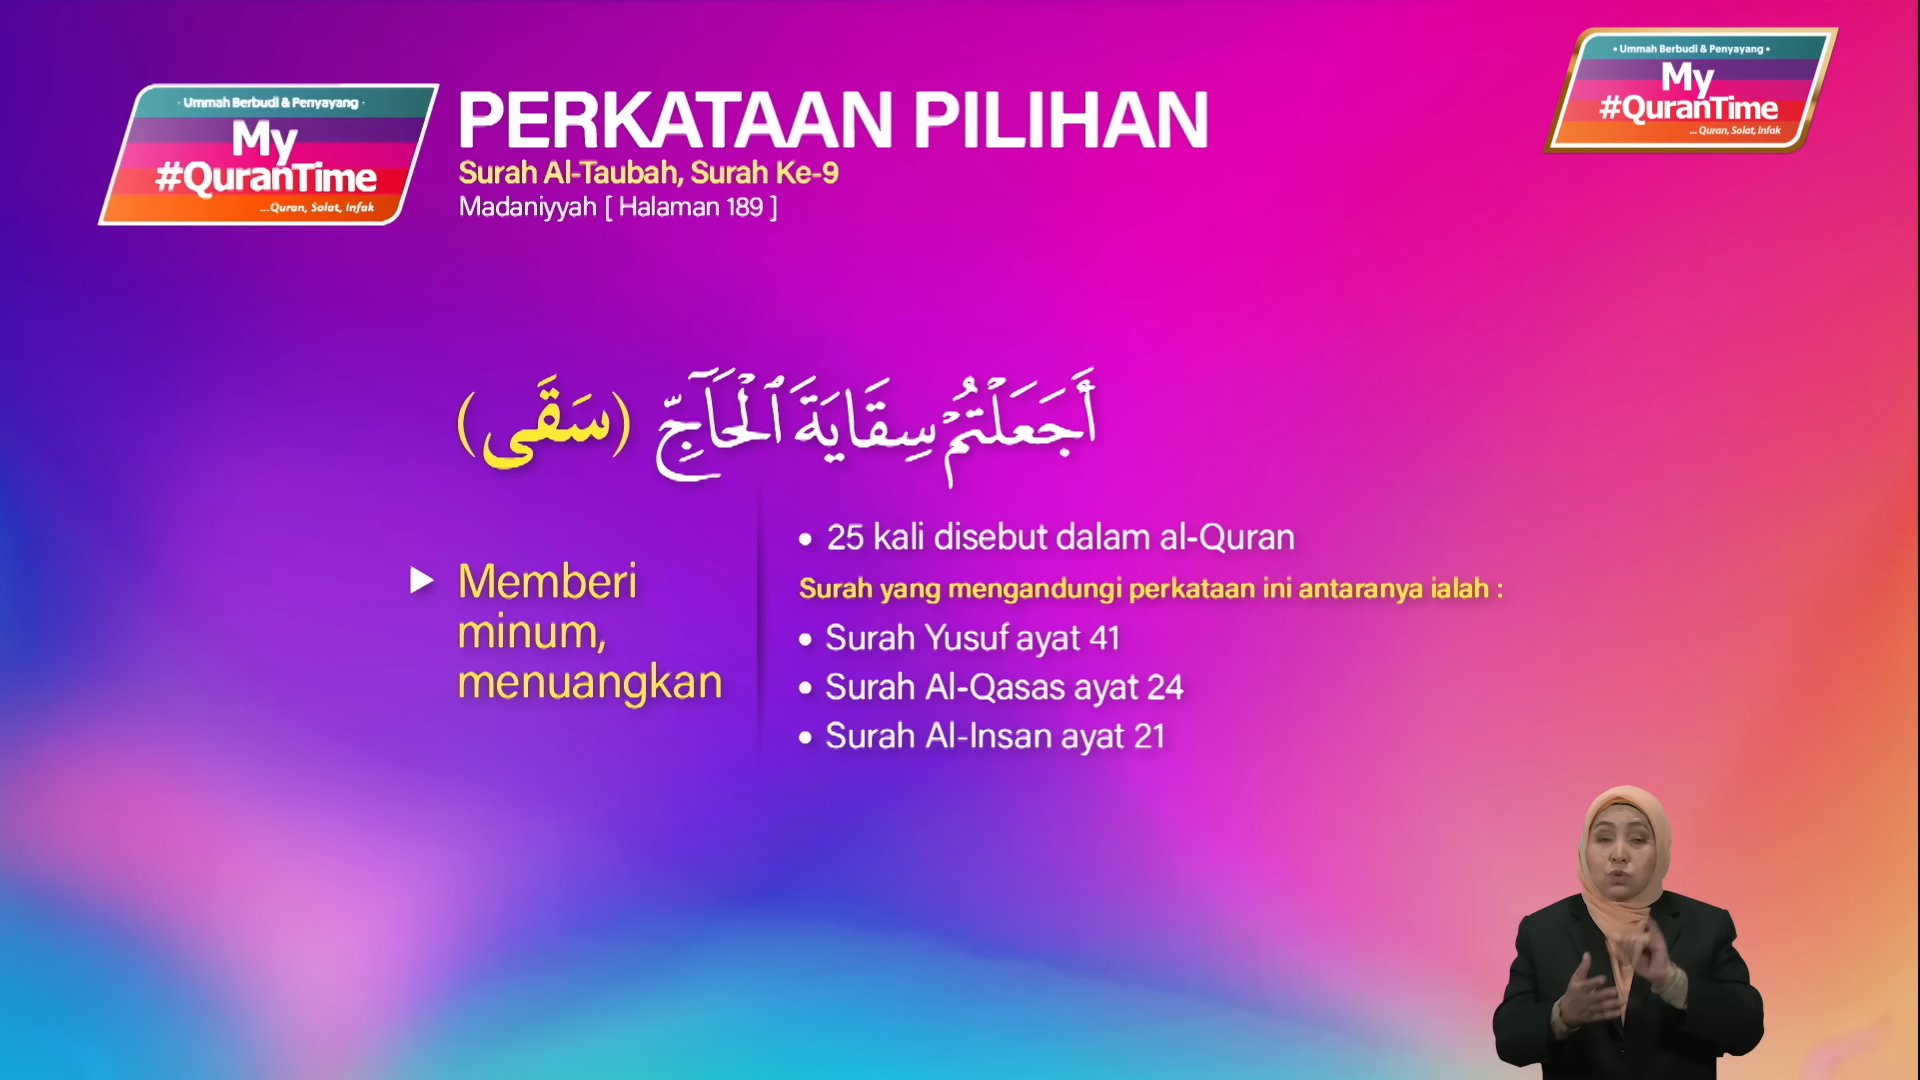 · Ummah Berbudi & Penyayang ·
My
#QuranTime
...Quran, Solat, Infak
PERKATAAN PILIHAN
Surah Al-Taubah, Surah Ke-9
Madaniyyah [ Halaman 189 ]
• Ummah Berbudi & Penyayang •
My
#QuranTime
... Quran, Solat, Infak
أَجَعَلْتُمْ سِقَايَةَ ٱلْحَآجِّ (سَقَى)
Memberi
minum,
menuangkan
• 25 kali disebut dalam al-Quran
Surah yang mengandungi perkataan ini antaranya ialah :
• Surah Yusuf ayat 41
• Surah Al-Qasas ayat 24
• Surah Al-Insan ayat 21